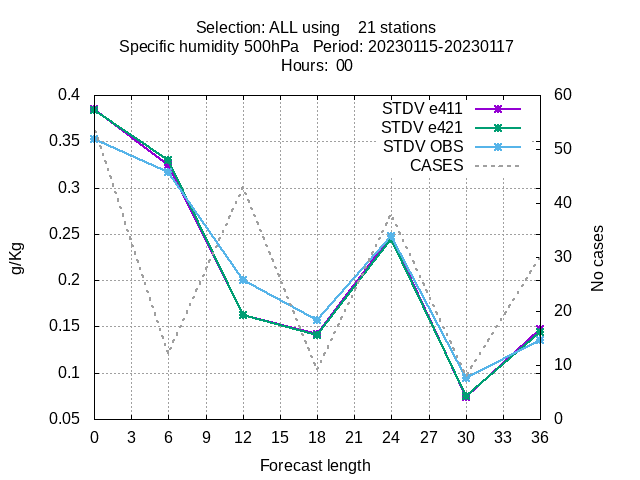 Selection: ALL using    21 stations
Specific humidity 500hPa   Period: 20230115-20230117
Hours:  00
STDV e411
STDV e421
STDV OBS
CASES
g/Kg
0.4
0.35
0.3
0.25
0.2
0.15
0.1
0.05
60
50
40
30
20
10
0
No cases
0 3 6 9 12 15 18 21 24 27 30 33 36
Forecast length